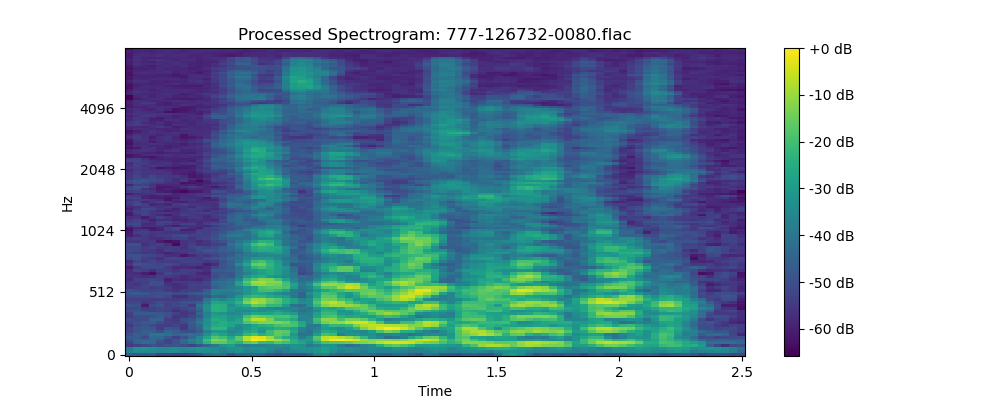 Processed Spectrogram: 777-126732-0080.flac
Hz
4096
2048
1024
512
0
0
0.5
1
1.5
2
2.5
Time
+0 dB
-10 dB
-20 dB
-30 dB
-40 dB
-50 dB
-60 dB